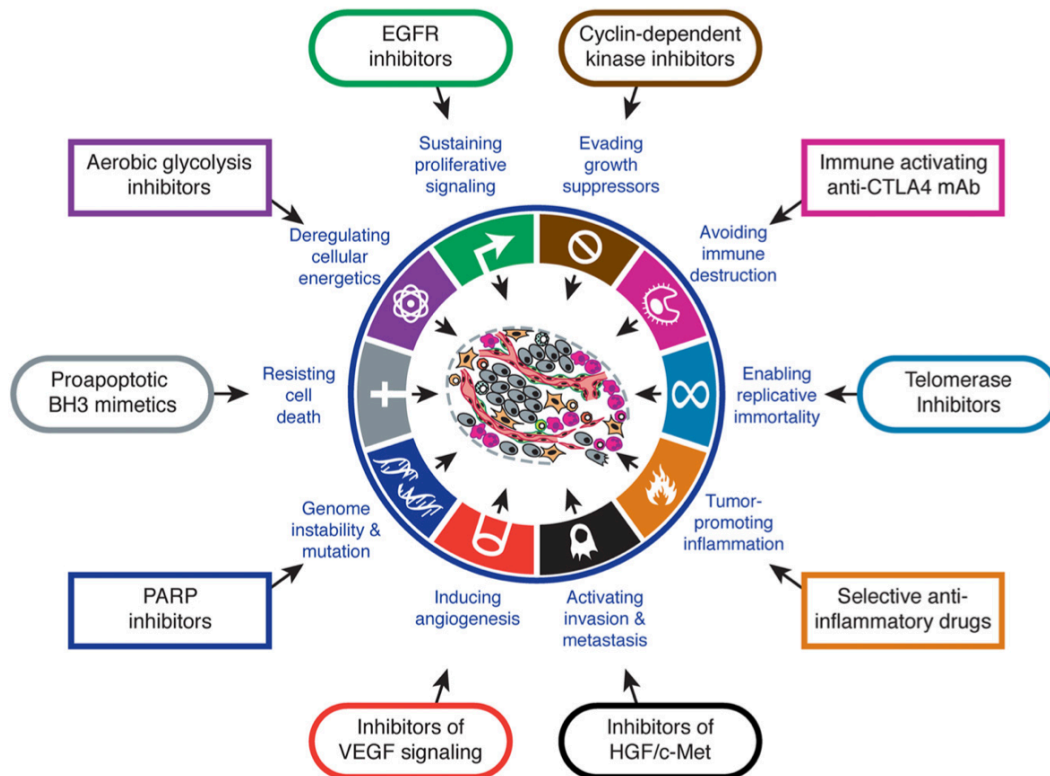 EGFR
inhibitors
Cyclin-dependent
kinase inhibitors
Sustaining
proliferative
signaling
Evading
growth
suppressors
Aerobic glycolysis
inhibitors
Immune activating
anti-CTLA4 mAb
Deregulating
cellular
energetics
Avoiding
immune
destruction
Proapoptotic
BH3 mimetics
Resisting
cell
death
Enabling
replicative
immortality
Telomerase
Inhibitors
Genome
instability &
mutation
Tumor-
promoting
inflammation
PARP
inhibitors
Inducing
angiogenesis
Activating
invasion &
metastasis
Selective anti-
inflammatory drugs
Inhibitors of
VEGF signaling
Inhibitors of
HGF/c-Met